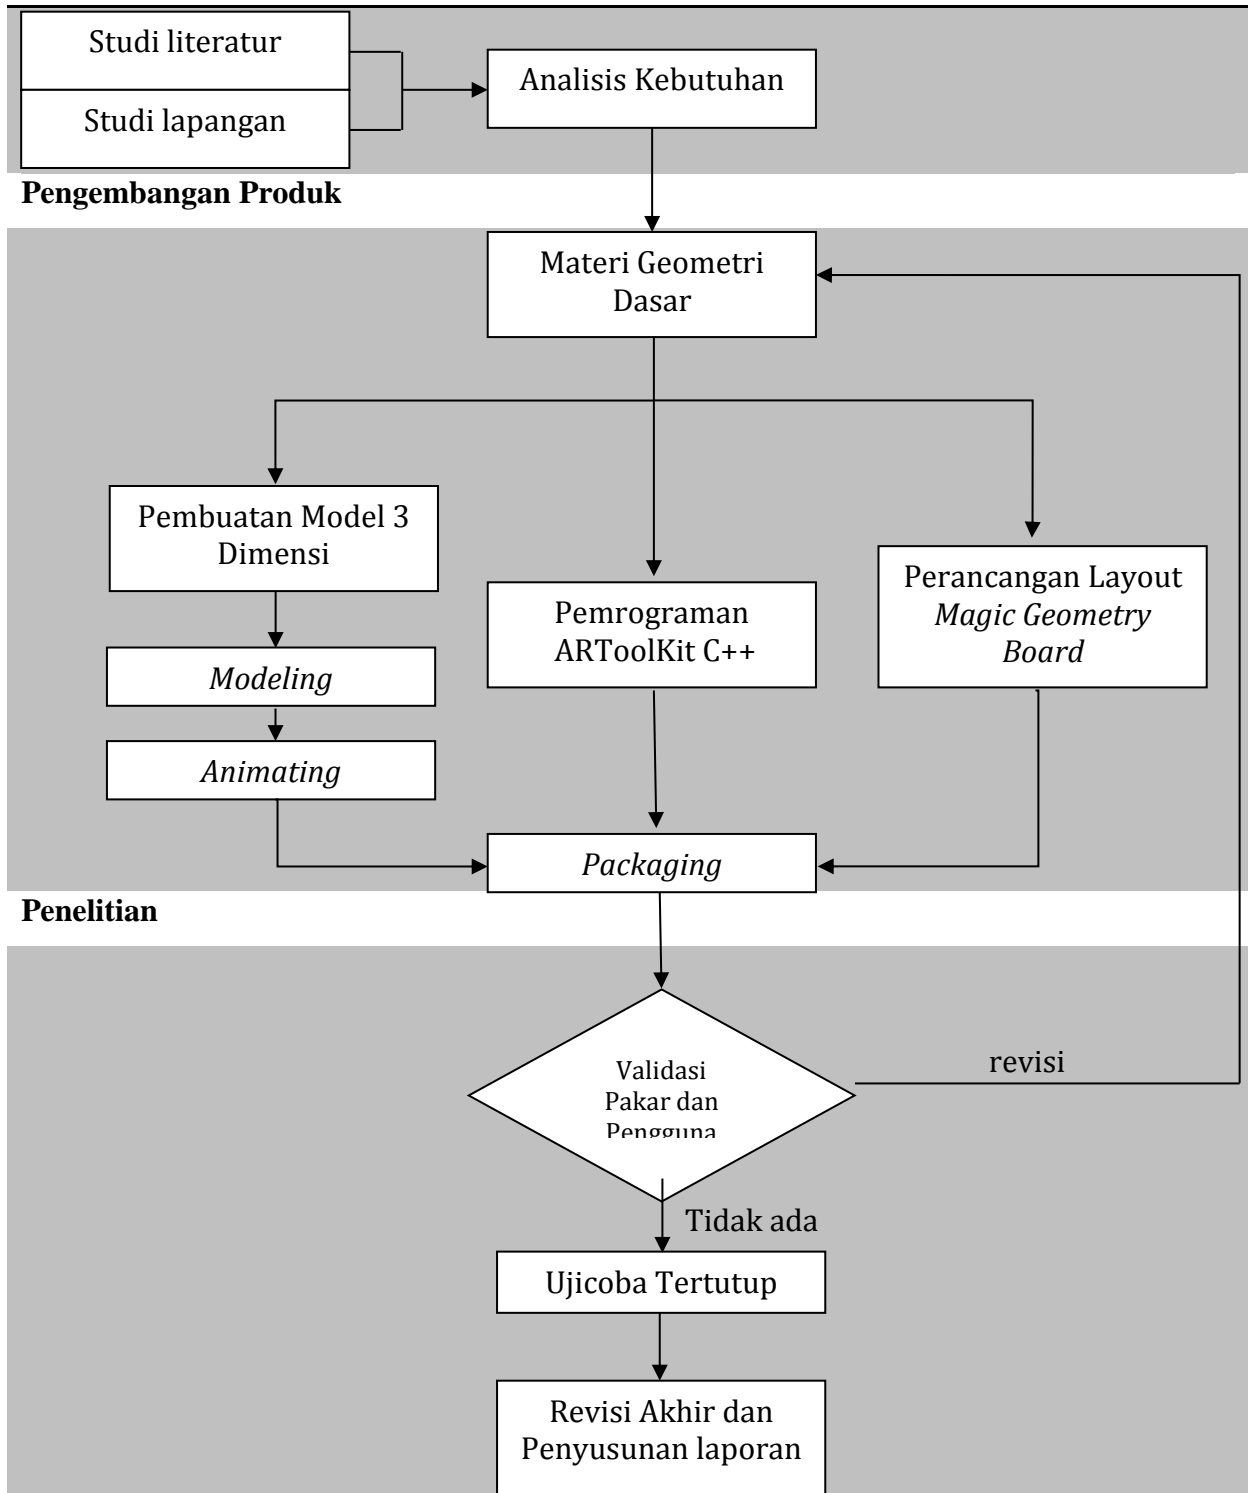 Studi literatur
Studi lapangan
Analisis Kebutuhan
Pengembangan Produk
Materi Geometri
Dasar
Pembuatan Model 3
Dimensi
Modeling
Animating
Pemrograman
ARToolKit C++
Perancangan Layout
Magic Geometry
Board
Packaging
Penelitian
Validasi
Pakar dan
Pengguna
revisi
Tidak ada
Ujicoba Tertutup
Revisi Akhir dan
Penyusunan laporan